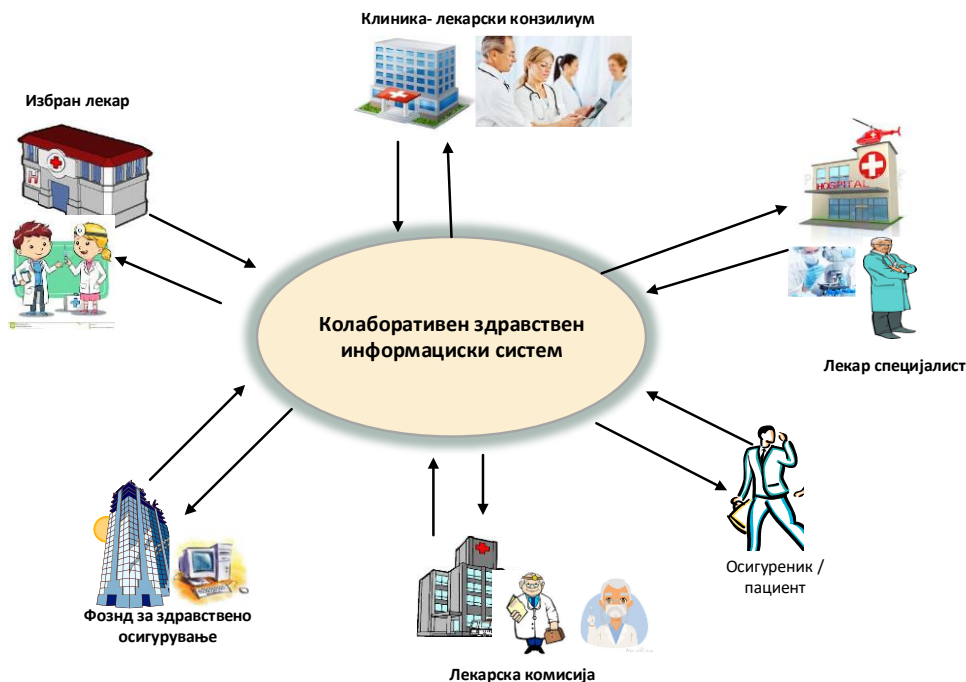 Клиника- лекарски конзилиум
Избран лекар
H
HOSPITAL
Колаборативен здравствен
информациски систем
Лекар специјалист
Осигуреник /
пациент
Фознд за здравствено
осигурување
Лекарска комисија